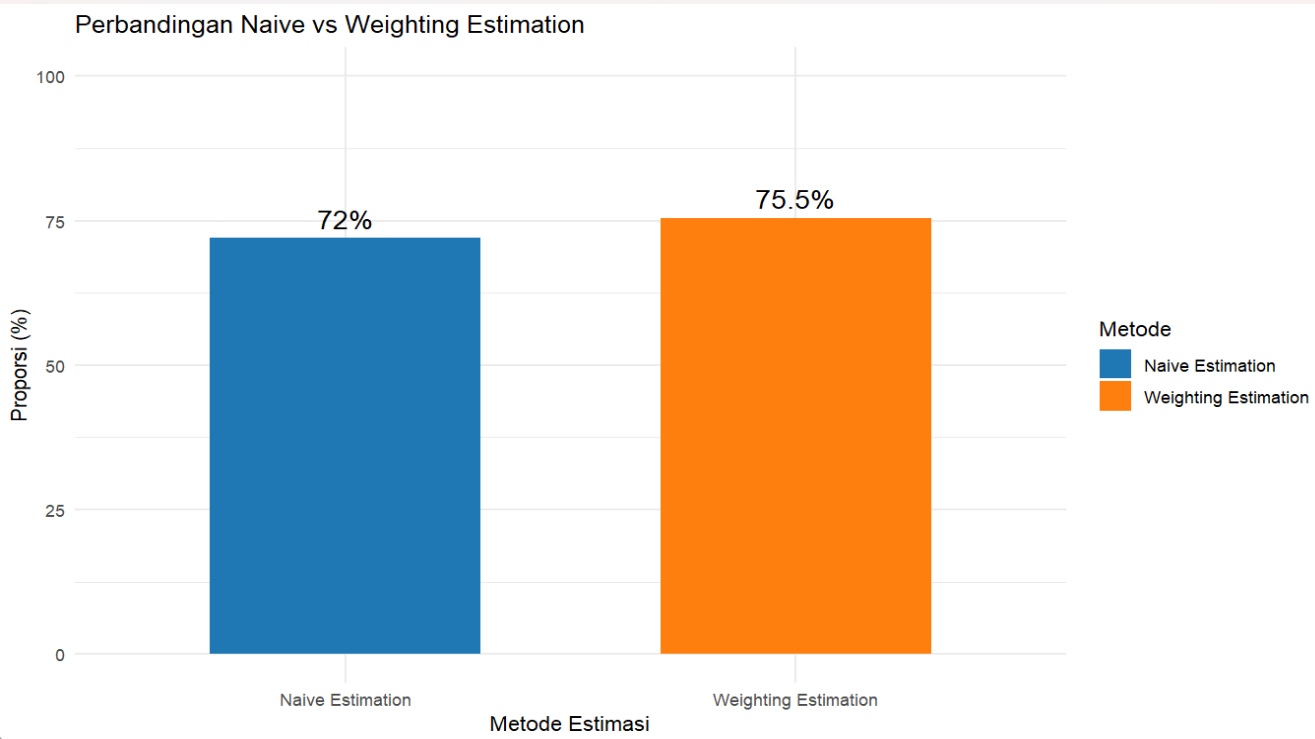 Perbandingan Naive vs Weighting Estimation
100
75
50
25
0
Proporsi (%)
72%
75.5%
Naive Estimation
Weighting Estimation
Metode Estimasi
Metode
Naive Estimation
Weighting Estimation